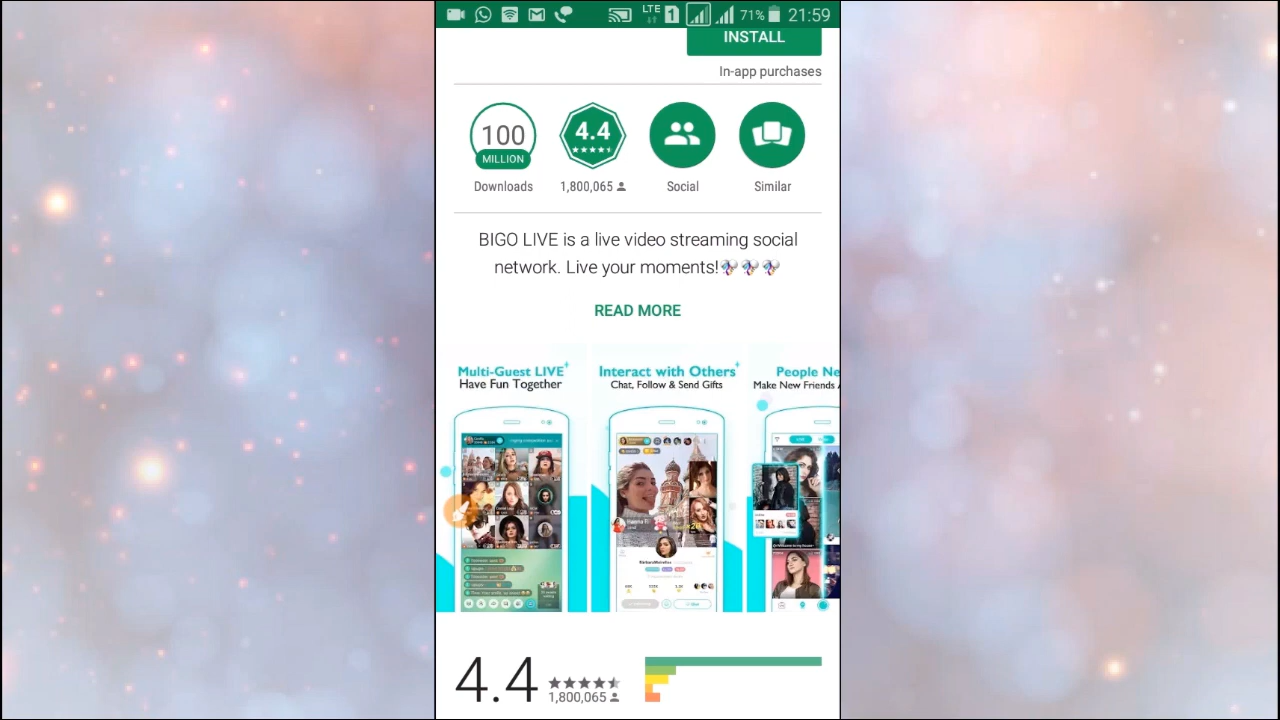 LTE 1 71% 21:59
INSTALL
In-app purchases
100
MILLION
4.4
Downloads
1,800,065
Social
Similar
BIGO LIVE is a live video streaming social
network. Live your moments!
READ MORE
Multi-Guest LIVE
Have Fun Together
Interact with Others
Chat, Follow & Send Gifts
People Ne
Make New Friends
4.4
1,800,065